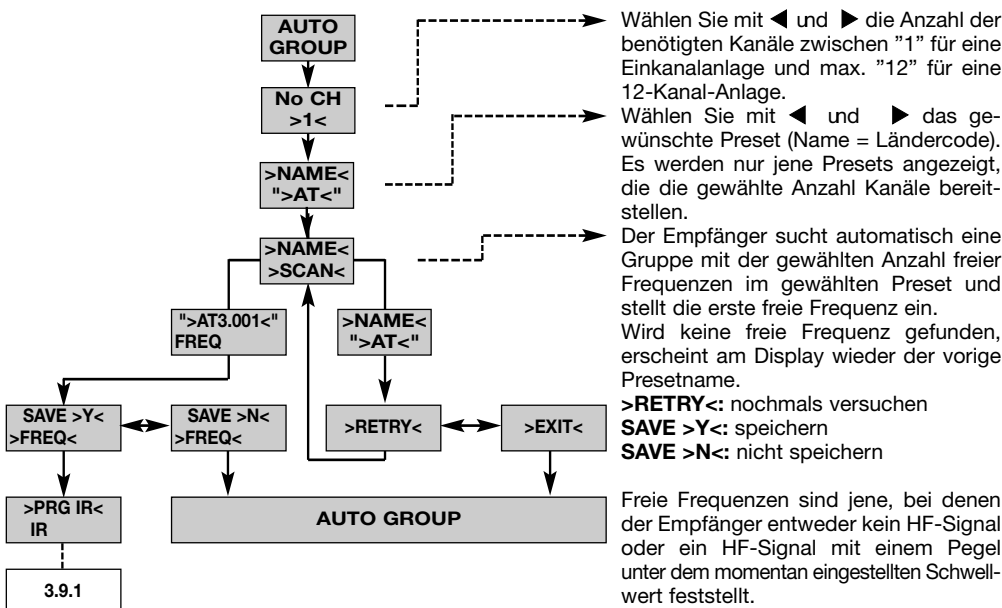 AUTO
GROUP
No CH
>1<
>NAME<
">AT<"
>NAME<
>SCAN<
">AT3.001<"
FREQ
>NAME<
">AT<"
SAVE >Y<
>FREQ<
SAVE >N<
>FREQ<
>RETRY<
>EXIT<
>PRG IR<
IR
AUTO GROUP
3.9.1
Wählen Sie mit ◀ und ▶ die Anzahl der
benötigten Kanäle zwischen "1" für eine
Einkanalanlage und max. "12" für eine
12-Kanal-Anlage.
Wählen Sie mit ◀ und ▶ das ge-
wünschte Preset (Name = Ländercode).
Es werden nur jene Presets angezeigt,
die die gewählte Anzahl Kanäle bereit-
stellen.
Der Empfänger sucht automatisch eine
Gruppe mit der gewählten Anzahl freier
Frequenzen im gewählten Preset und
stellt die erste freie Frequenz ein.
Wird keine freie Frequenz gefunden,
erscheint am Display wieder der vorige
Presetname.
>RETRY<: nochmals versuchen
SAVE >Y<: speichern
SAVE >N<: nicht speichern
Freie Frequenzen sind jene, bei denen
der Empfänger entweder kein HF-Signal
oder ein HF-Signal mit einem Pegel
unter dem momentan eingestellten Schwell-
wert feststellt.